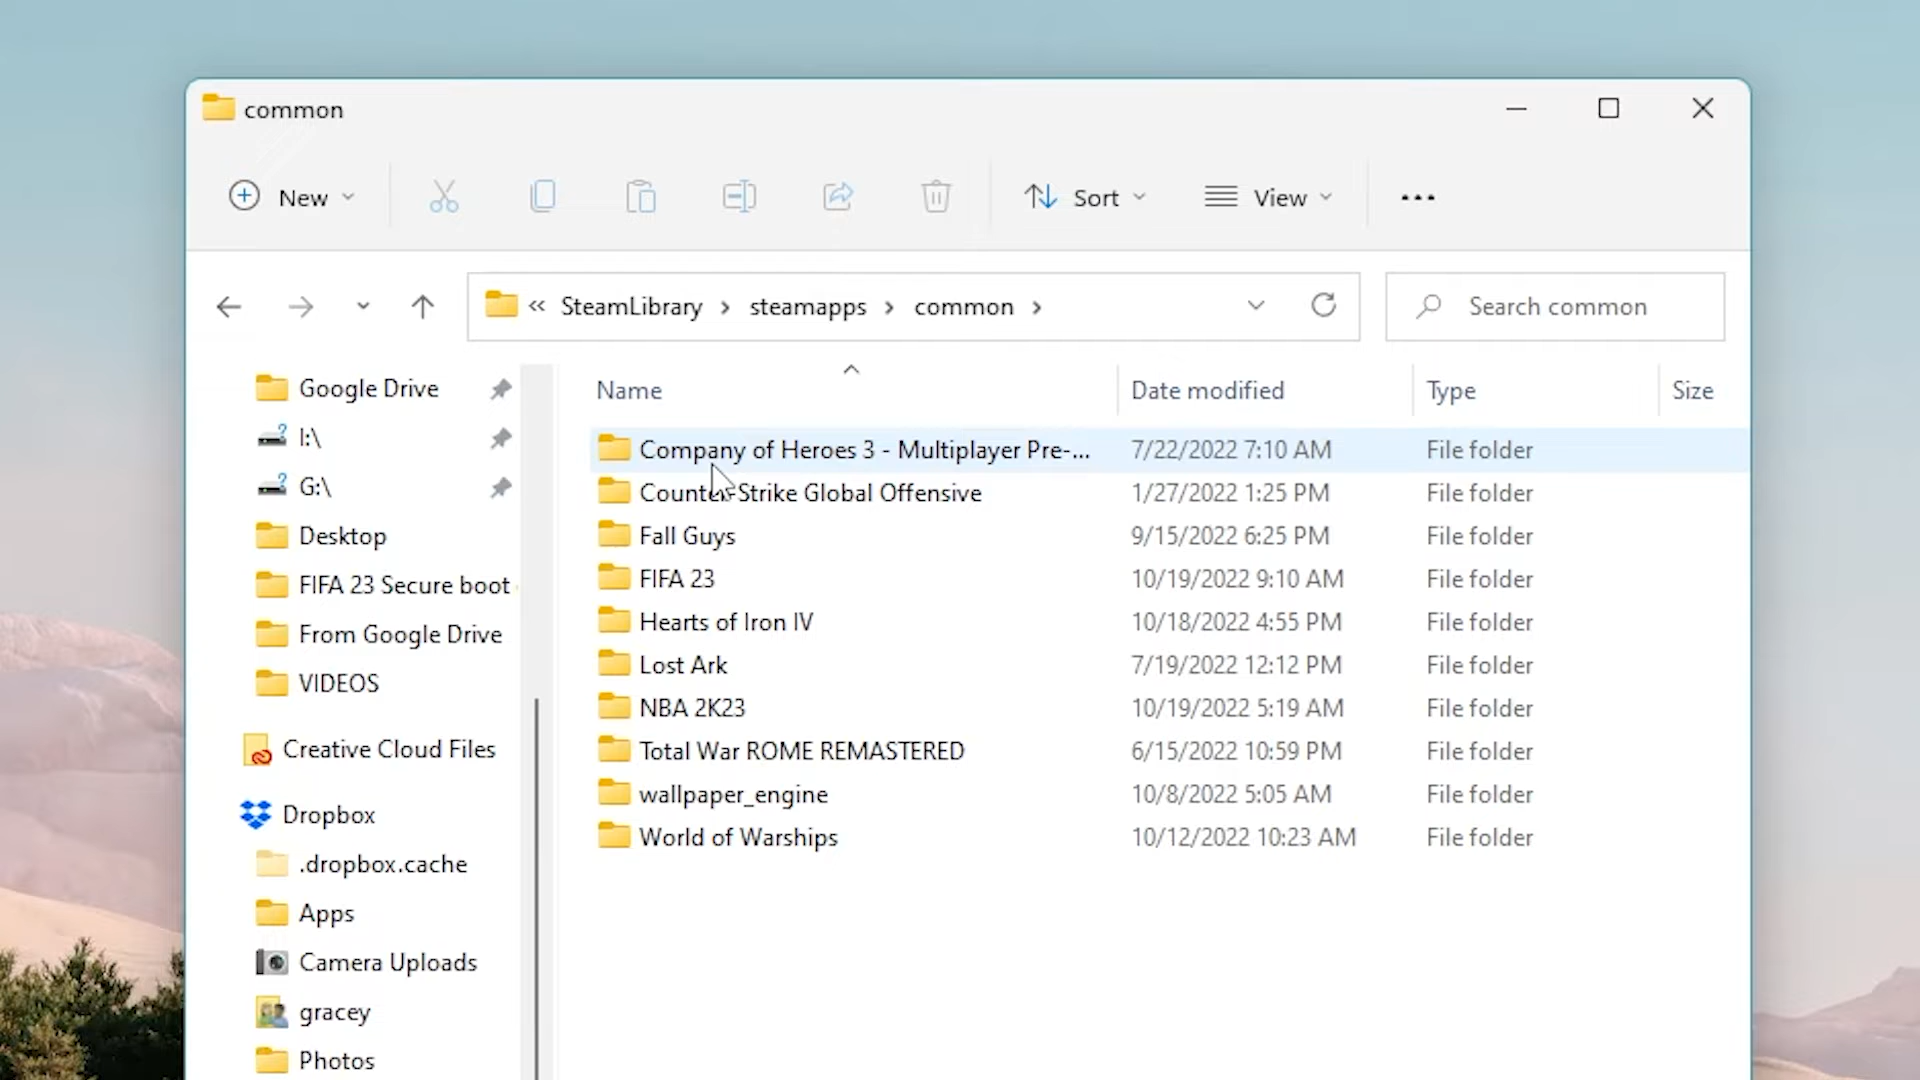 common
New
Sort
View
« SteamLibrary > steamapps > common >
Search common
Google Drive
I:\
G:\
Desktop
FIFA 23 Secure boot
From Google Drive
VIDEOS
Creative Cloud Files
Dropbox
.dropbox.cache
Apps
Camera Uploads
gracey
Photos
Name Date modified Type Size
Company of Heroes 3 - Multiplayer Pre-... 7/22/2022 7:10 AM File folder
Counter-Strike Global Offensive 1/27/2022 1:25 PM File folder
Fall Guys 9/15/2022 6:25 PM File folder
FIFA 23 10/19/2022 9:10 AM File folder
Hearts of Iron IV 10/18/2022 4:55 PM File folder
Lost Ark 7/19/2022 12:12 PM File folder
NBA 2K23 10/19/2022 5:19 AM File folder
Total War ROME REMASTERED 6/15/2022 10:59 PM File folder
wallpaper_engine 10/8/2022 5:05 AM File folder
World of Warships 10/12/2022 10:23 AM File folder